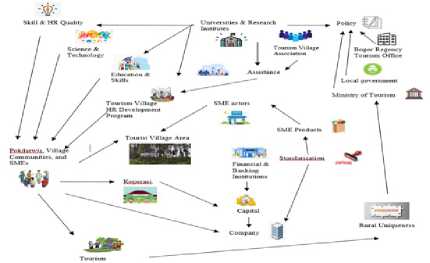 Skill & HR Quality
Universities & Research
Institutes
Policy
Science &
Technology
Tourism Village
Association
Bogor Regency
Tourism Office
Education &
Skills
Assistance
Local government
Tourism Village
HR Development
Program
Ministry of Tourism
SME actors
Tourist Village Area
SME Products
Pokdarwis, Village
Communities, and
SMEs
Financial &
Banking
Institutions
Standarization
Koperasi
Capital
Company
Rural Uniqueness
Tourism